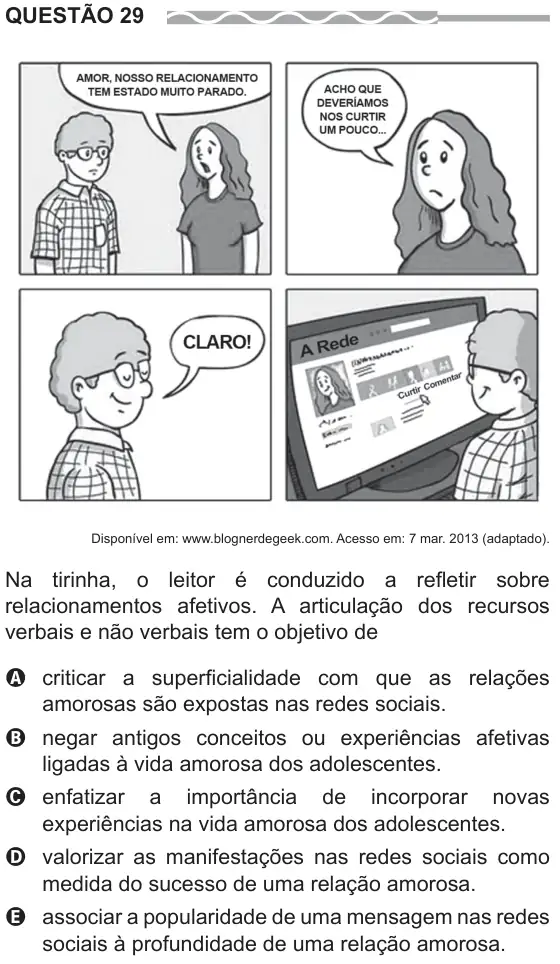 QUESTÃO 29
AMOR, NOSSO RELACIONAMENTO
TEM ESTADO MUITO PARADO.
ACHO QUE
DEVERÍAMOS
NOS CURTIR
UM POUCO...
CLARO!
A Rede
Curtir Comentar
Disponível em: www.blognerdegeek.com. Acesso em: 7 mar. 2013 (adaptado).
Na tirinha, o leitor é conduzido a refletir sobre
relacionamentos afetivos. A articulação dos recursos
verbais e não verbais tem o objetivo de
A criticar a superficialidade com que as relações
amorosas são expostas nas redes sociais.
B negar antigos conceitos ou experiências afetivas
ligadas à vida amorosa dos adolescentes.
C enfatizar a importância de incorporar novas
experiências na vida amorosa dos adolescentes.
D valorizar as manifestações nas redes sociais como
medida do sucesso de uma relação amorosa.
E associar a popularidade de uma mensagem nas redes
sociais à profundidade de uma relação amorosa.